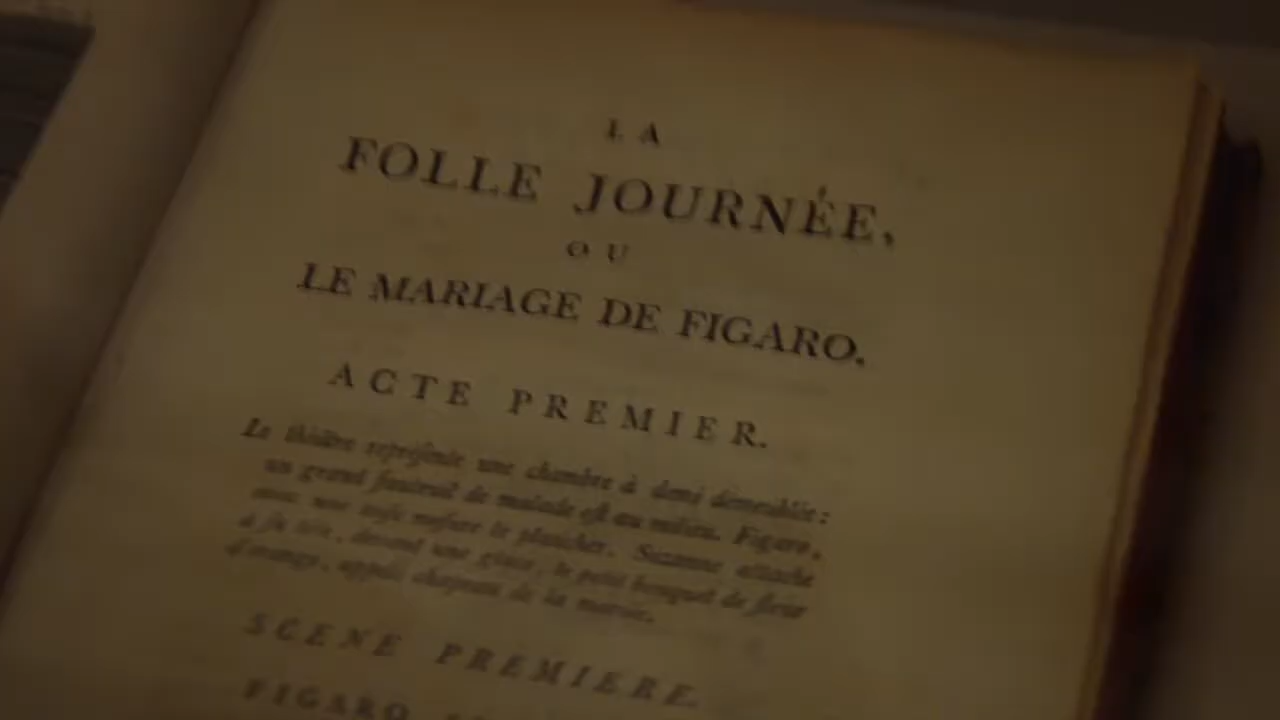 LA
FOLLE JOURNÉE,
OU
LE MARIAGE DE FIGARO.
ACTE PREMIER.
Le théâtre repréſente une chambre à demi démeublée;
un grand fauteuil de malade eſt au milieu. Figaro,
avec une toiſe meſure le plancher. Suzanne attache
à ſa tête, devant une glace, le petit bouquet de fleur
d'orange, appelé chapeau de la mariée.
SCENE PREMIERE.
FIGARO